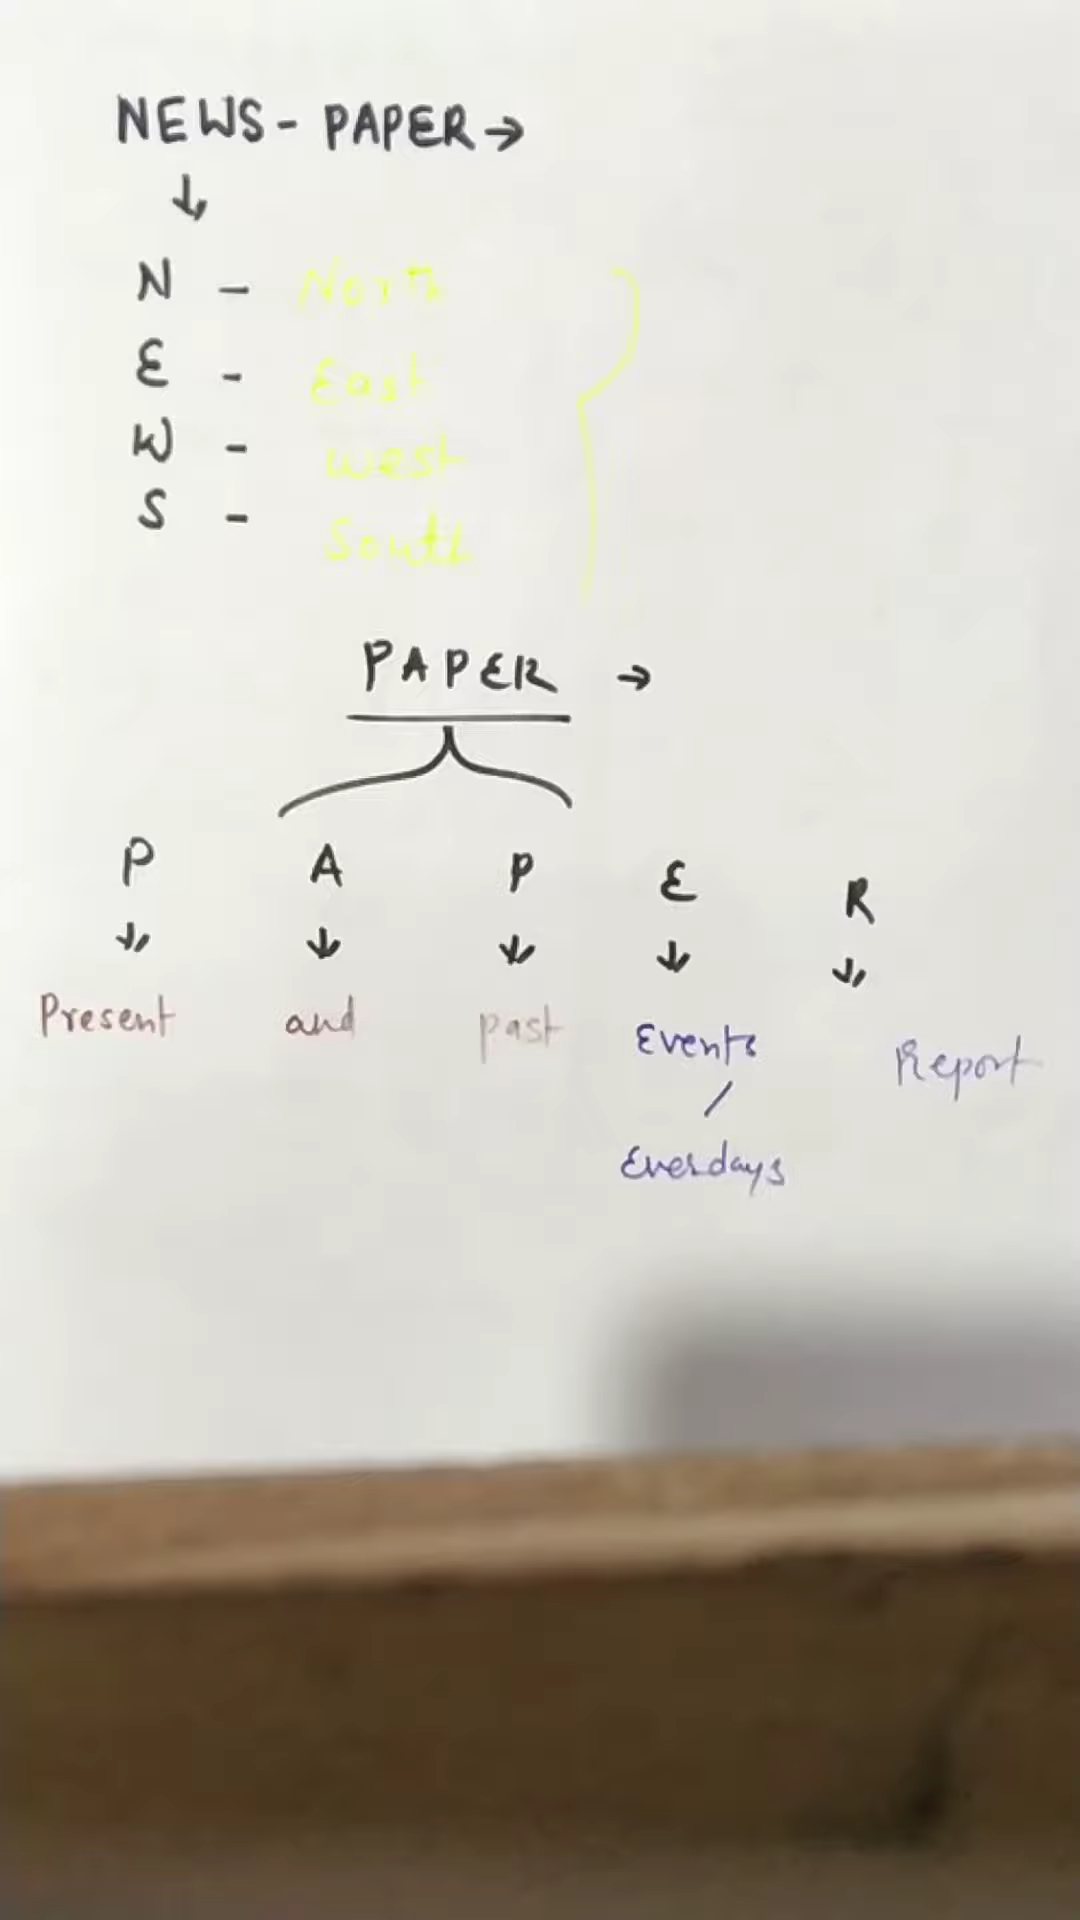 NEWS - PAPER →
↓
N - North
E - East
W - West
S - South
PAPER →
P A P E R
↓ ↓ ↓ ↓ ↓
Present and past Events Report
/
Everdays